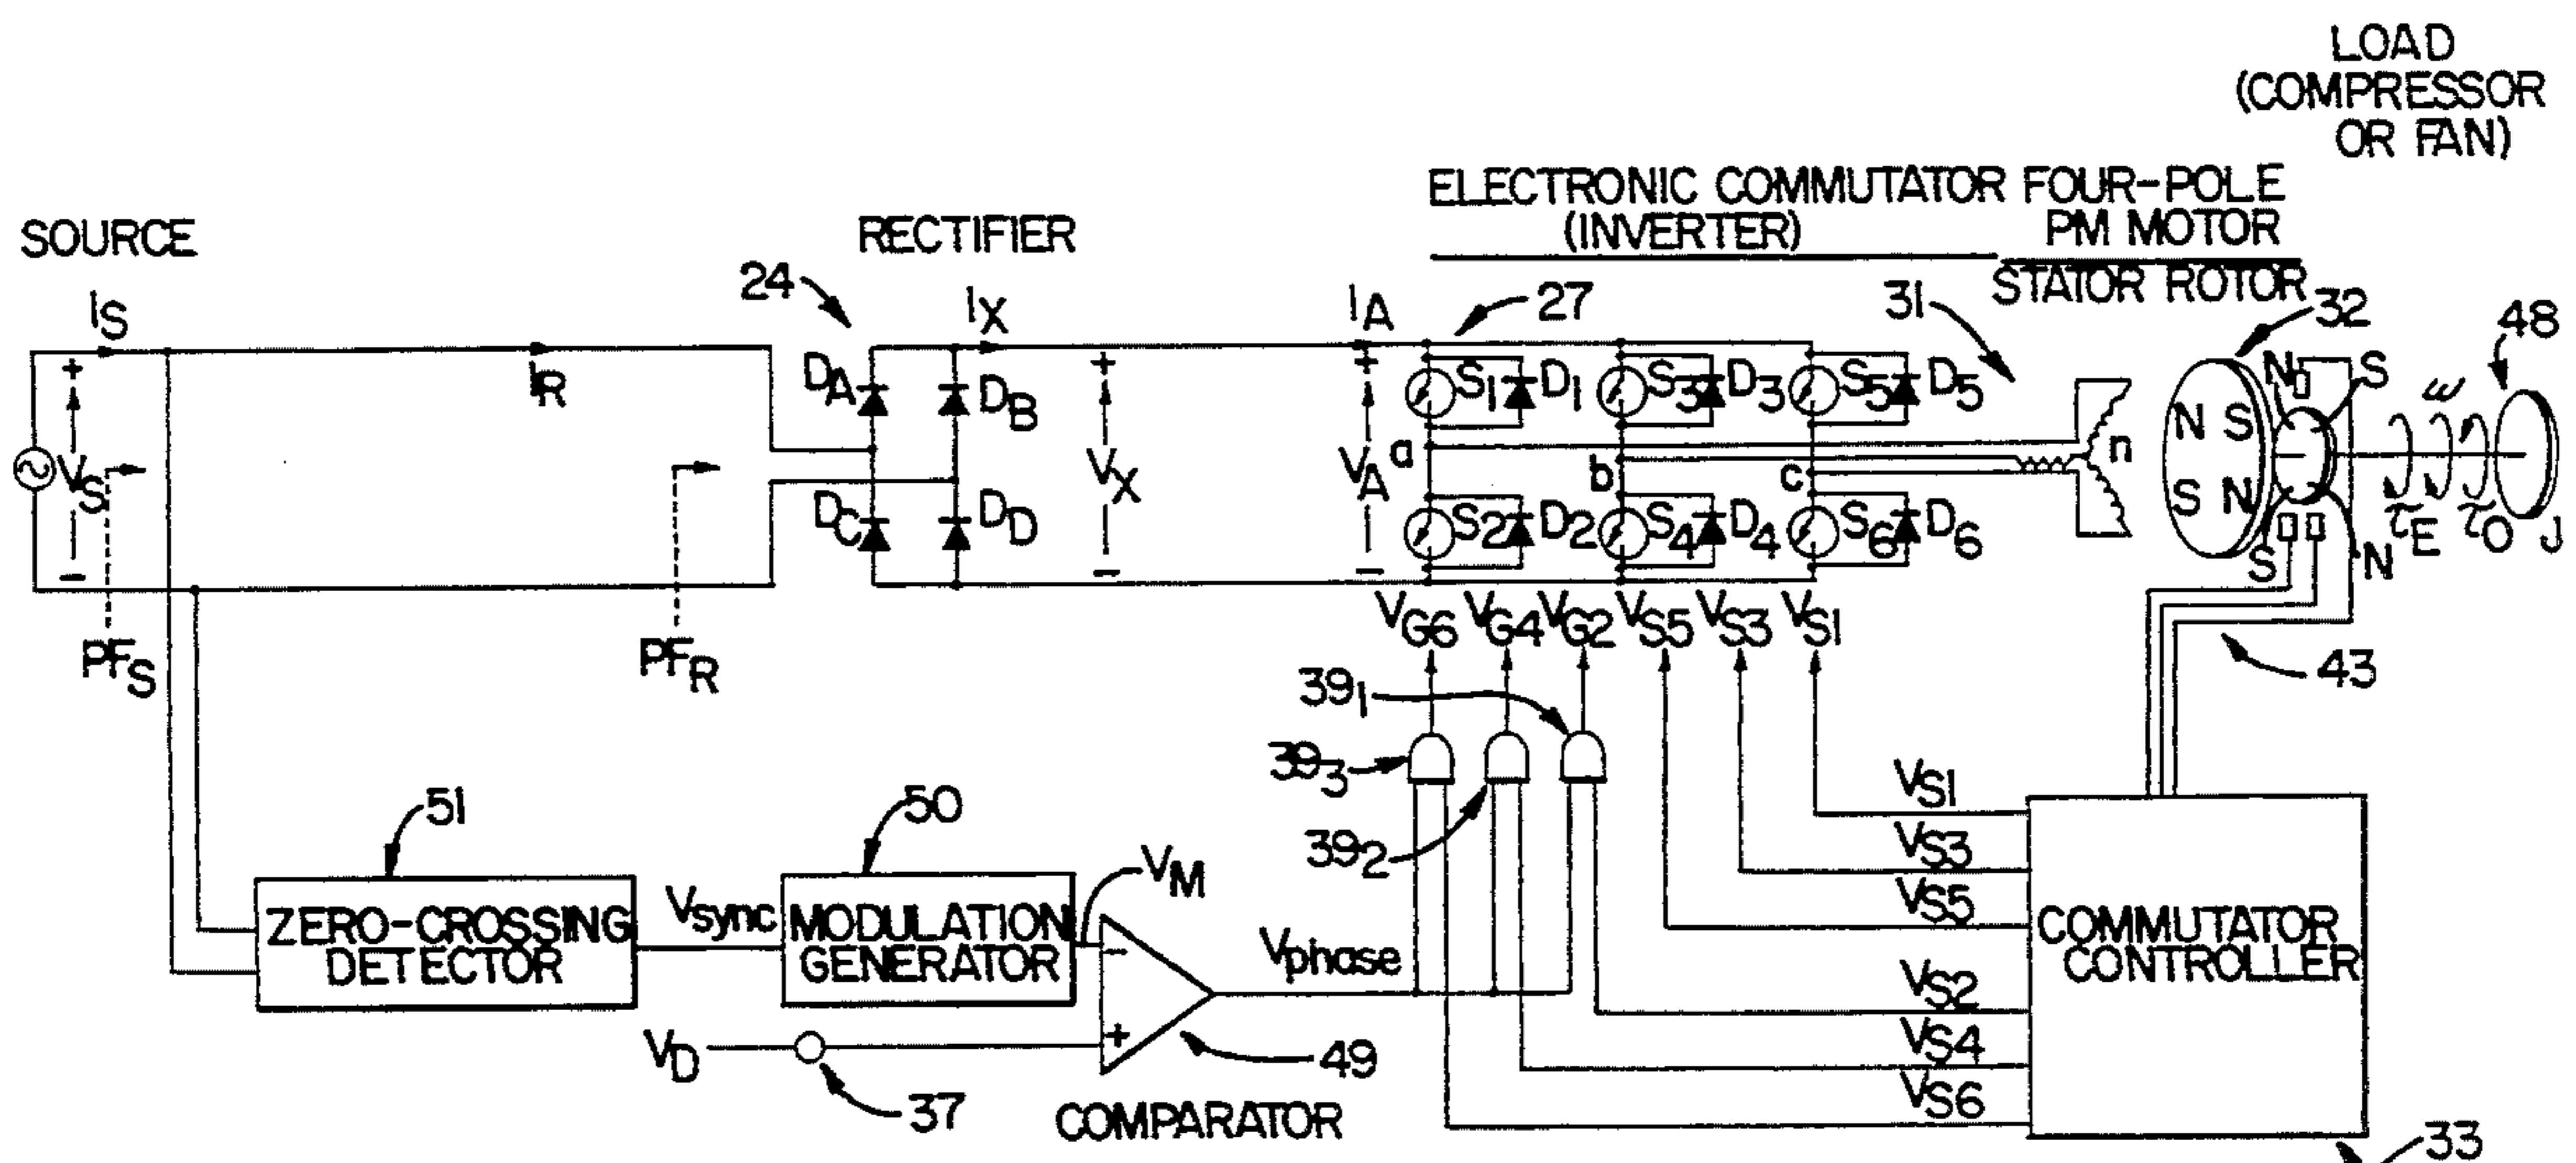 LOAD
(COMPRESSOR
OR FAN)
ELECTRONIC COMMUTATOR
(INVERTER)
FOUR-POLE
PM MOTOR
STATOR ROTOR
SOURCE
RECTIFIER
24
27
31
32
48
IS
IR
IX
IA
+
VS
-
PFS
PFR
DA
DB
DC
DD
+
VX
-
+
VA
-
a
b
c
n
S1
D1
S3
D3
S5
D5
S2
D2
S4
D4
S6
D6
N
S
S
N
N
S
S
N
ω
τE
τO
J
43
VG6
VG4
VG2
VS5
VS3
VS1
391
393
392
VS1
VS3
VS5
VS2
VS4
VS6
COMMUTATOR
CONTROLLER
33
51
ZERO-CROSSING
DETECTOR
Vsync
50
MODULATION
GENERATOR
VM
-
+
Vphase
VD
37
49
COMPARATOR